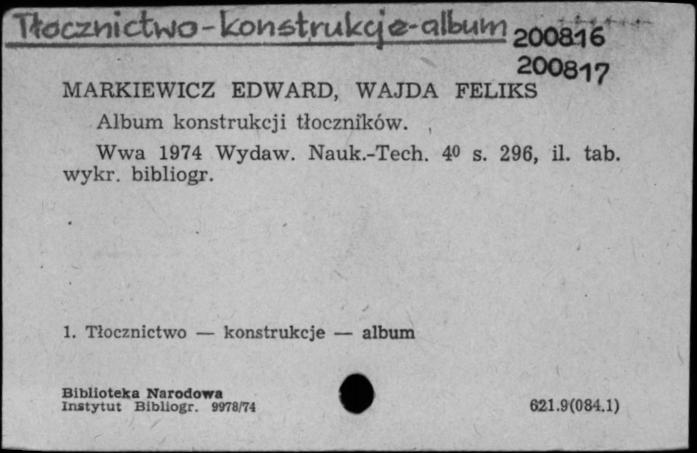 Tłocznictwo-konstrukcje-album
200816
200817
MARKIEWICZ EDWARD, WAJDA FELIKS
Album konstrukcji tłoczników.
Wwa 1974 Wydaw. Nauk.-Tech. 4⁰ s. 296, il. tab.
wykr. bibliogr.
1. Tłocznictwo — konstrukcje — album
Biblioteka Narodowa
Instytut Bibliogr. 9978/74
621.9(084.1)